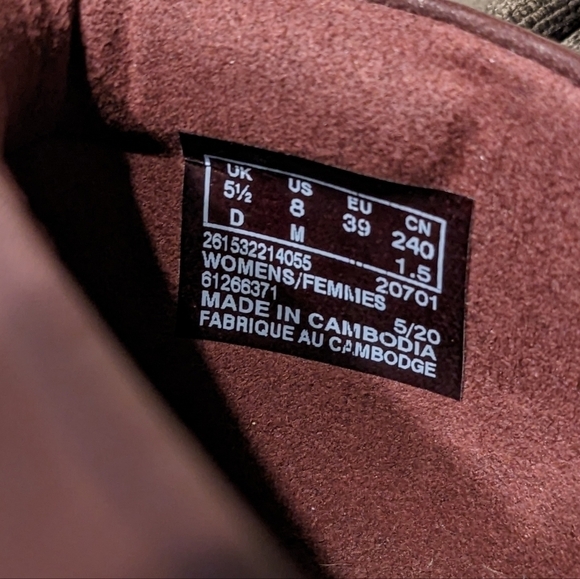 UK US EU CN
5½ 8 39 240
D M 1.5
261532214055 20701
WOMENS/FEMMES
61266371 5/20
MADE IN CAMBODIA
FABRIQUE AU CAMBODGE